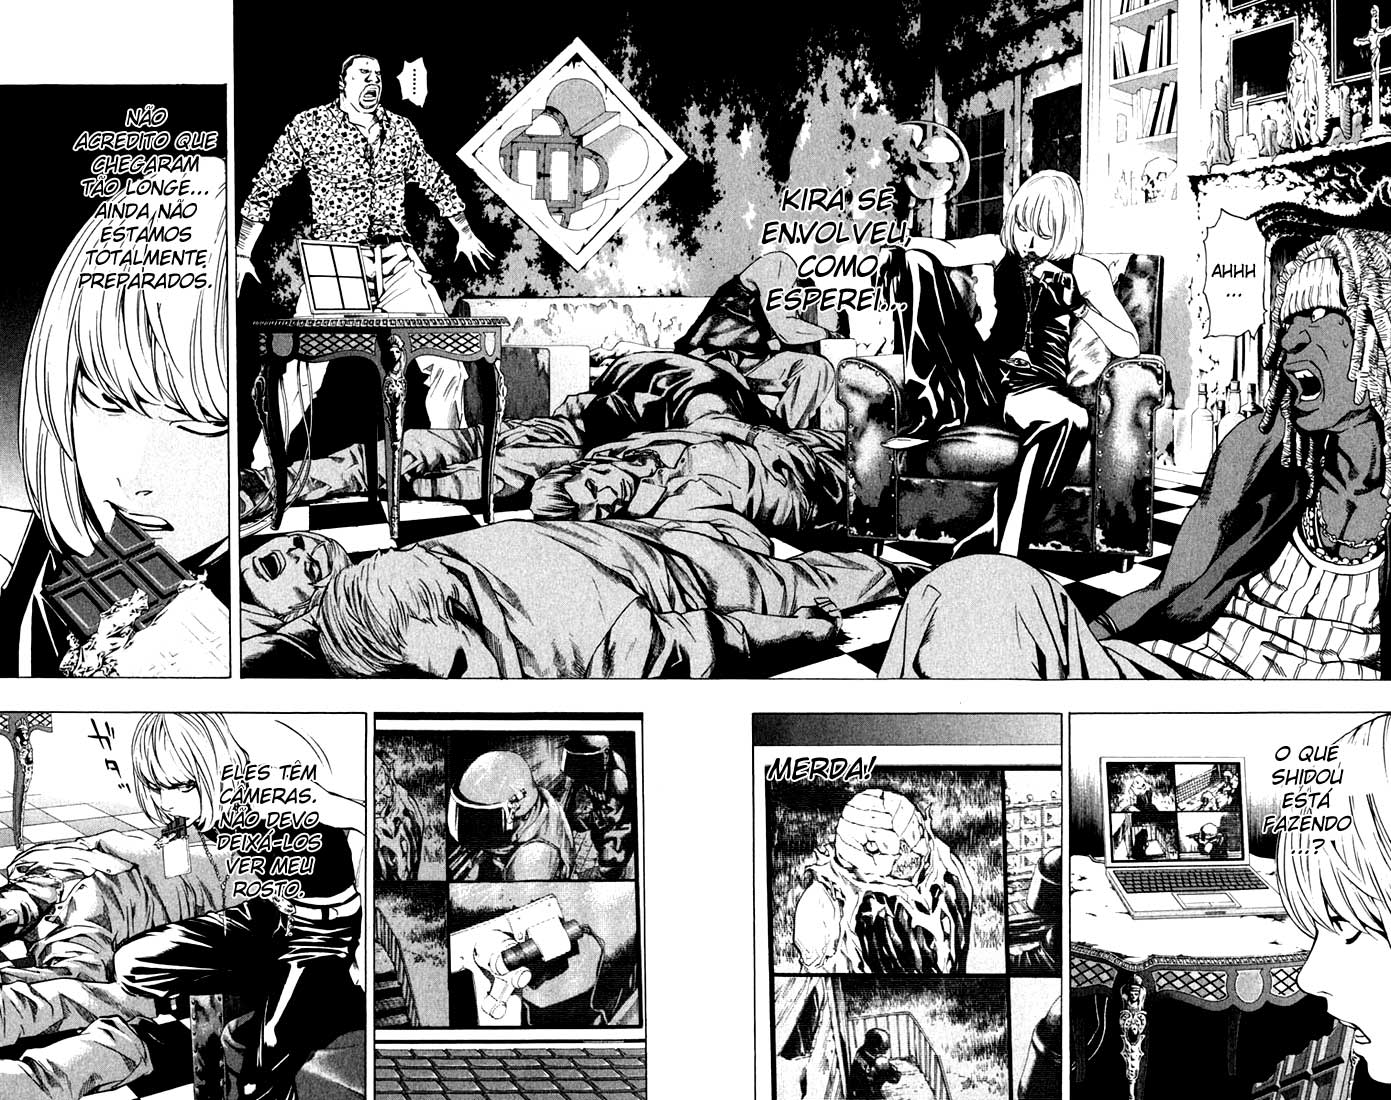 AHHH
...
KIRA SE
ENVOLVEU,
COMO
ESPEREI...
......
NÃO
ACREDITO QUE
CHEGARAM
TÃO LONGE...
AINDA NÃO
ESTAMOS
TOTALMENTE
PREPARADOS.
O QUE
SHIDOU
ESTÁ
FAZENDO
...?
MERDA!
ELES TÊM
CÂMERAS.
NÃO DEVO
DEIXÁ-LOS
VER MEU
ROSTO.